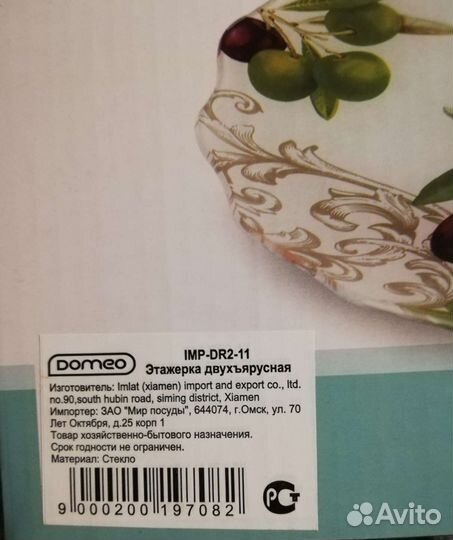 DOMEO
IMP-DR2-11
Этажерка двухъярусная
Изготовитель: Imlat (xiamen) import and export co., ltd.
no.90,south hubin road, siming district, Xiamen
Импортер: ЗАО "Мир посуды", 644074, г.Омск, ул. 70
Лет Октября, д.25 корп 1
Товар хозяйственно-бытового назначения.
Срок годности не ограничен.
Материал: Стекло
9 000200 197082
РСТ
Avito